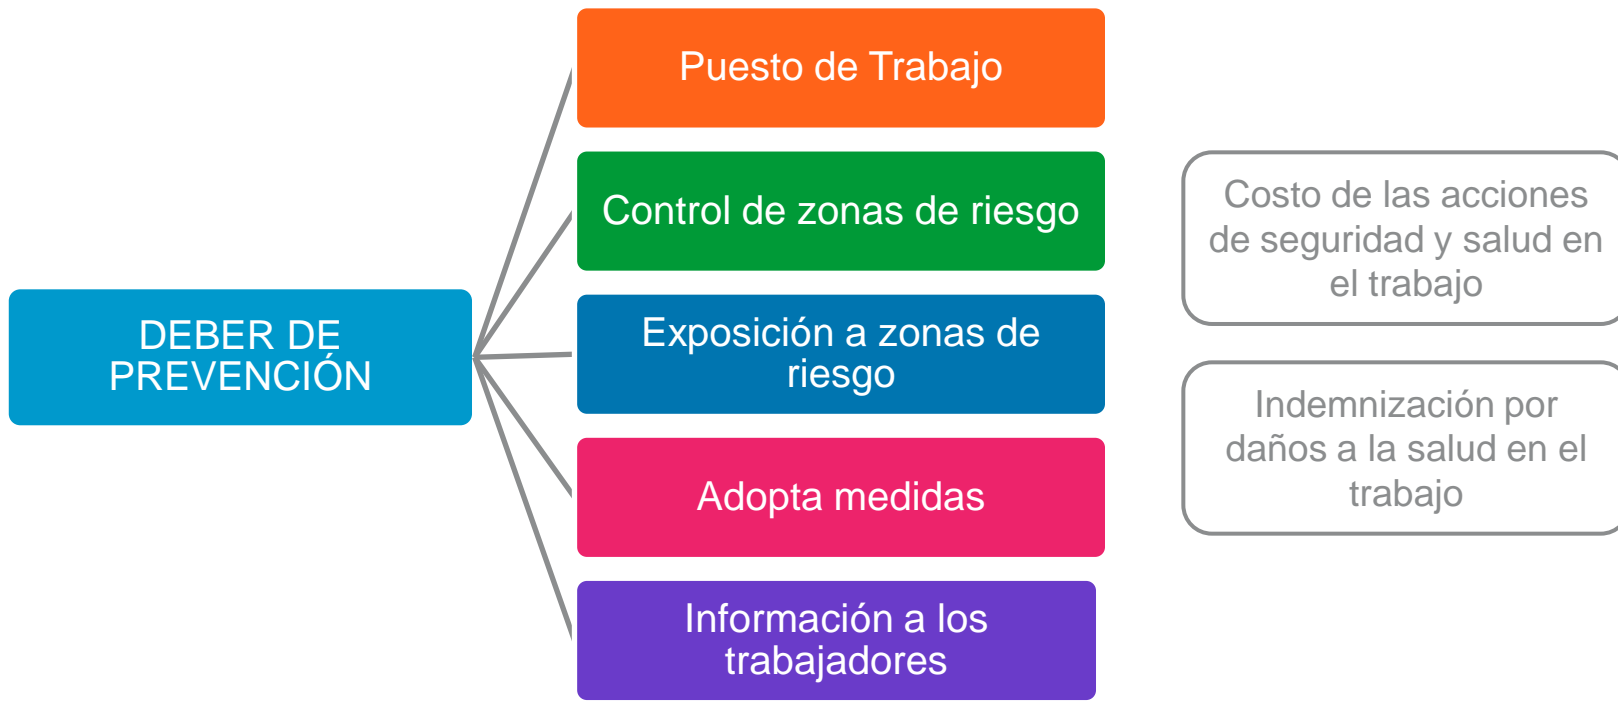 DEBER DE
PREVENCIÓN
Puesto de Trabajo
Control de zonas de riesgo
Exposición a zonas de
riesgo
Adopta medidas
Información a los
trabajadores
Costo de las acciones
de seguridad y salud en
el trabajo
Indemnización por
daños a la salud en el
trabajo